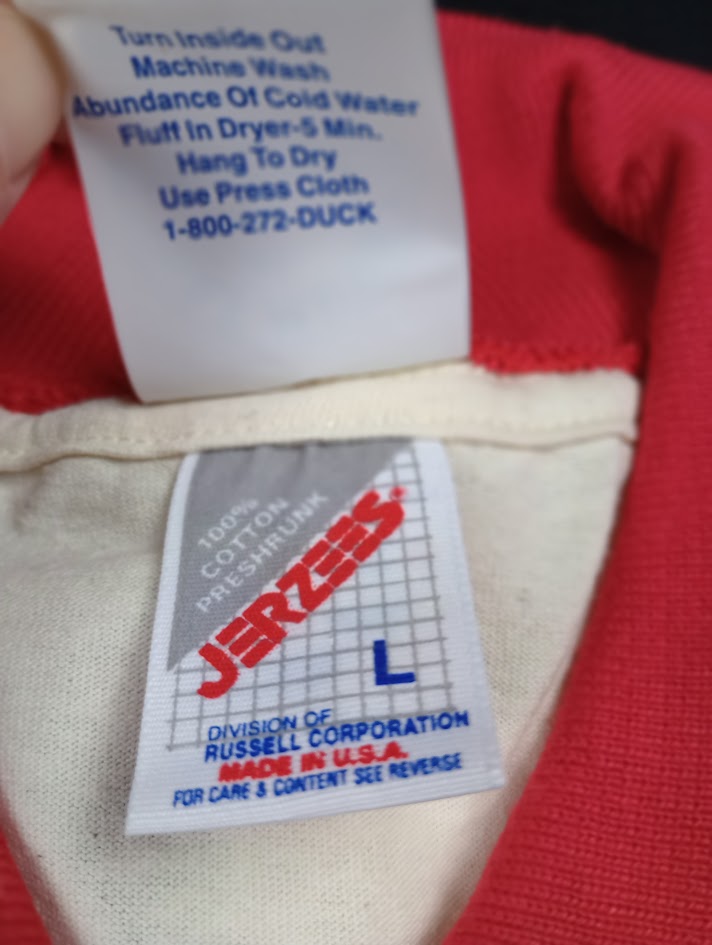 Turn Inside Out
Machine Wash
Abundance Of Cold Water
Fluff In Dryer-5 Min.
Hang To Dry
Use Press Cloth
1-800-272-DUCK
100%
COTTON
PRESHRUNK
JERZEES
L
DIVISION OF
RUSSELL CORPORATION
MADE IN U.S.A.
FOR CARE & CONTENT SEE REVERSE